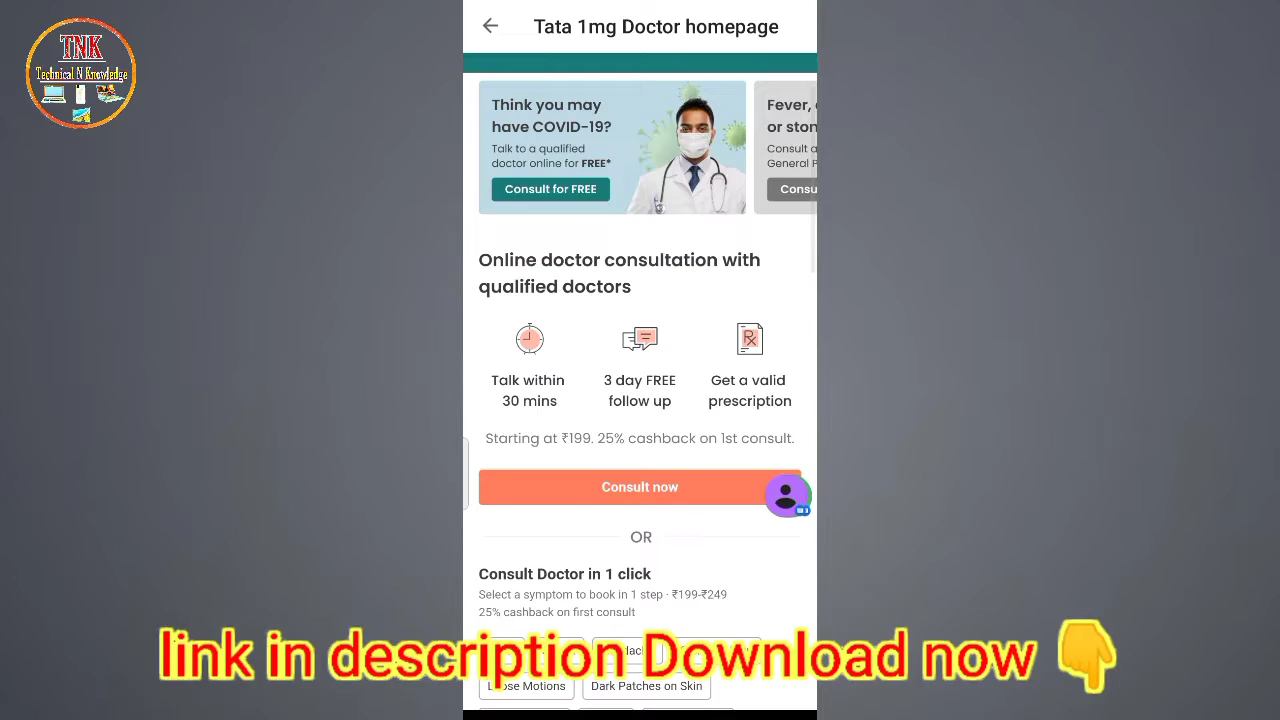 TNK
Technical N Knowledge
Tata 1mg Doctor homepage
Think you may
have COVID-19?
Talk to a qualified
doctor online for FREE*
Consult for FREE
Fever,
or
Consult a
General
Online doctor consultation with
qualified doctors
Talk within
30 mins
3 day FREE
follow up
Get a valid
prescription
Starting at ₹199. 25% cashback on 1st consult.
Consult now
OR
Consult Doctor in 1 click
Select a symptom to book in 1 step · ₹199-₹249
25% cashback on first consult
link in description Download now 👇
Loose Motions
Dark Patches on Skin